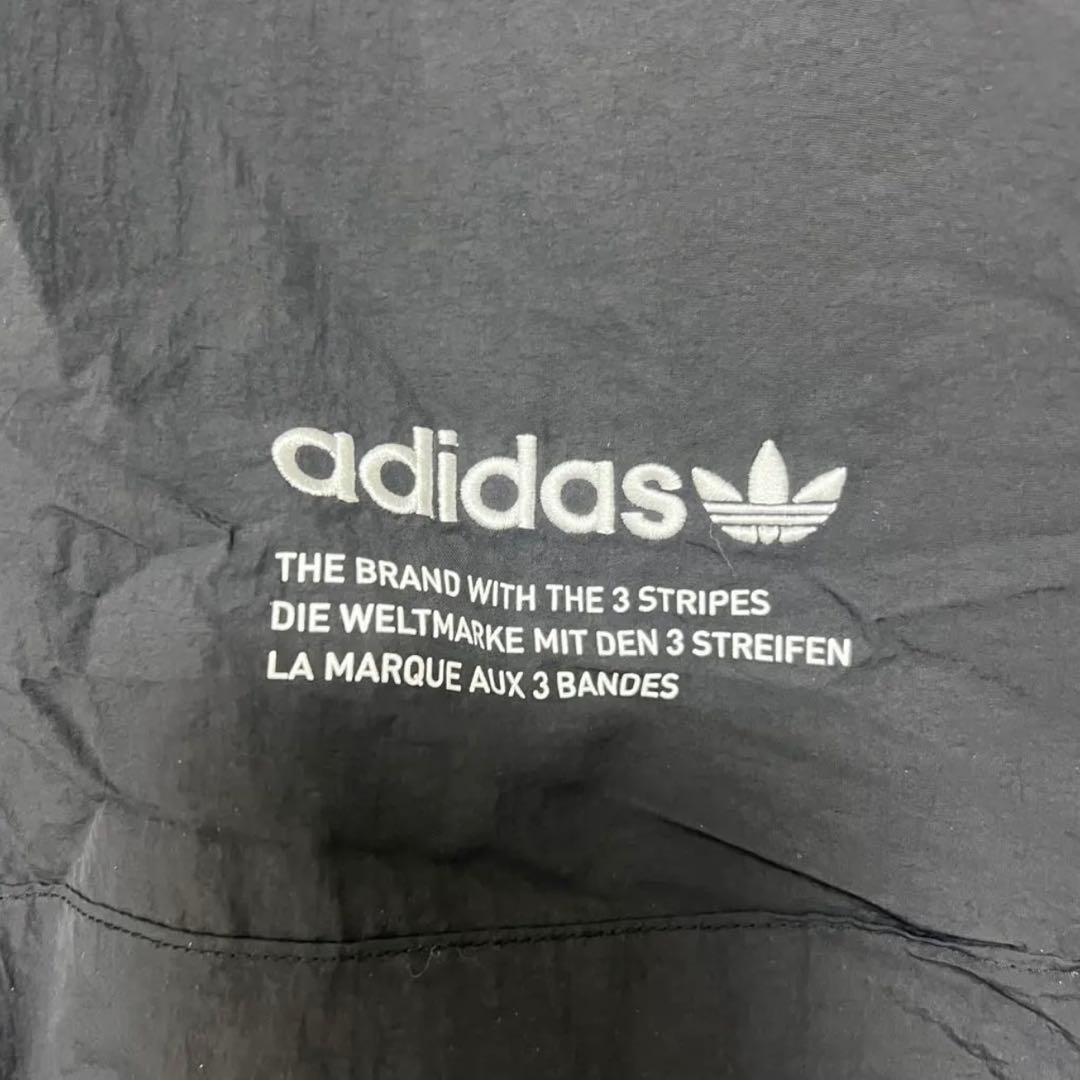 adidas
THE BRAND WITH THE 3 STRIPES
DIE WELTMARKE MIT DEN 3 STREIFEN
LA MARQUE AUX 3 BANDES